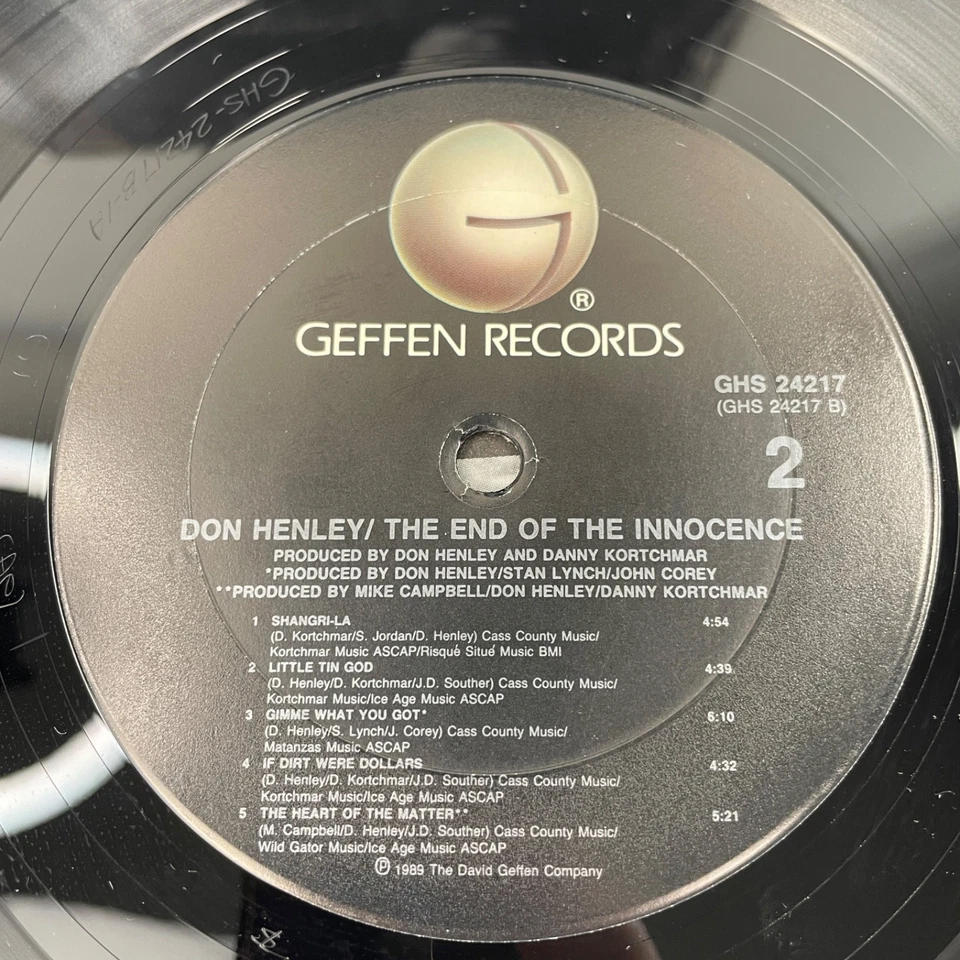 GHS-24217 B-1A
®
GEFFEN RECORDS
GHS 24217
(GHS 24217 B)
2
DON HENLEY/ THE END OF THE INNOCENCE
PRODUCED BY DON HENLEY AND DANNY KORTCHMAR
*PRODUCED BY DON HENLEY/STAN LYNCH/JOHN COREY
**PRODUCED BY MIKE CAMPBELL/DON HENLEY/DANNY KORTCHMAR
1 SHANGRI-LA 4:54
(D. Kortchmar/S. Jordan/D. Henley) Cass County Music/
Kortchmar Music ASCAP/Risqué Situé Music BMI
2 LITTLE TIN GOD 4:39
(D. Henley/D. Kortchmar/J.D. Souther) Cass County Music/
Kortchmar Music/Ice Age Music ASCAP
3 GIMME WHAT YOU GOT* 6:10
(D. Henley/S. Lynch/J. Corey) Cass County Music/
Matanzas Music ASCAP
4 IF DIRT WERE DOLLARS 4:32
(D. Henley/D. Kortchmar/J.D. Souther) Cass County Music/
Kortchmar Music/Ice Age Music ASCAP
5 THE HEART OF THE MATTER** 5:21
(M. Campbell/D. Henley/J.D. Souther) Cass County Music/
Wild Gator Music/Ice Age Music ASCAP
℗ 1989 The David Geffen Company